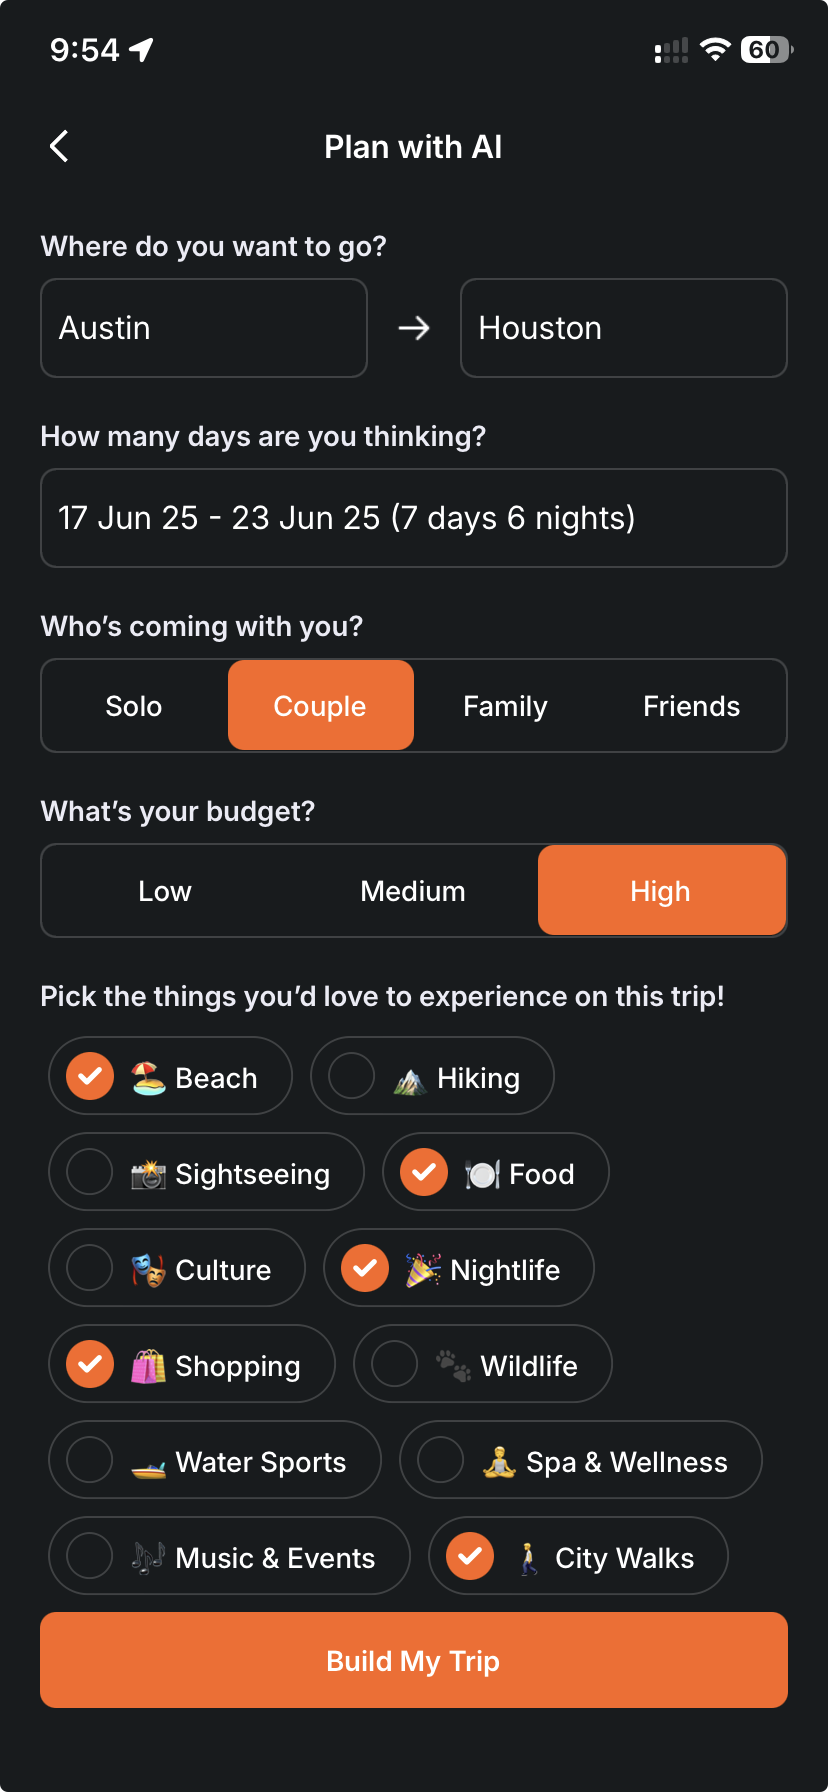 9:54
60
Plan with AI
Where do you want to go?
Austin → Houston
How many days are you thinking?
17 Jun 25 - 23 Jun 25 (7 days 6 nights)
Who’s coming with you?
Solo Couple Family Friends
What’s your budget?
Low Medium High
Pick the things you’d love to experience on this trip!
Beach Hiking
Sightseeing Food
Culture Nightlife
Shopping Wildlife
Water Sports Spa & Wellness
Music & Events City Walks
Build My Trip